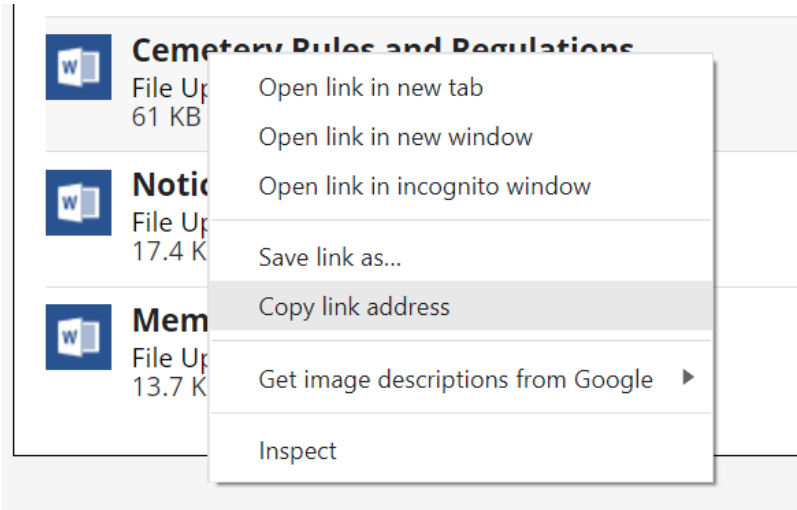 Cemetery Rules and Regulations
File Up
61 KB
Open link in new tab
Open link in new window
Open link in incognito window
Notic
File Up
17.4 K
Save link as...
Copy link address
Mem
File Up
13.7 K
Get image descriptions from Google
Inspect
W
W
W